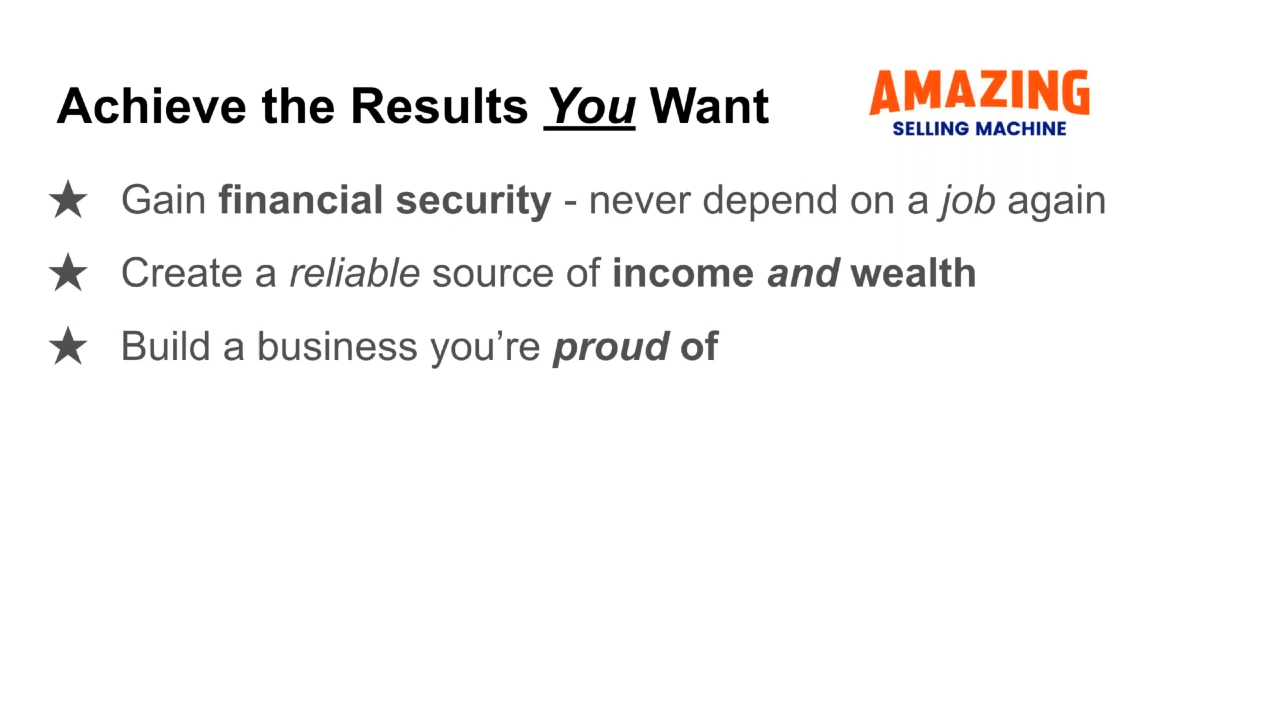 Achieve the Results You Want
AMAZING
SELLING MACHINE
★ Gain financial security - never depend on a job again
★ Create a reliable source of income and wealth
★ Build a business you’re proud of